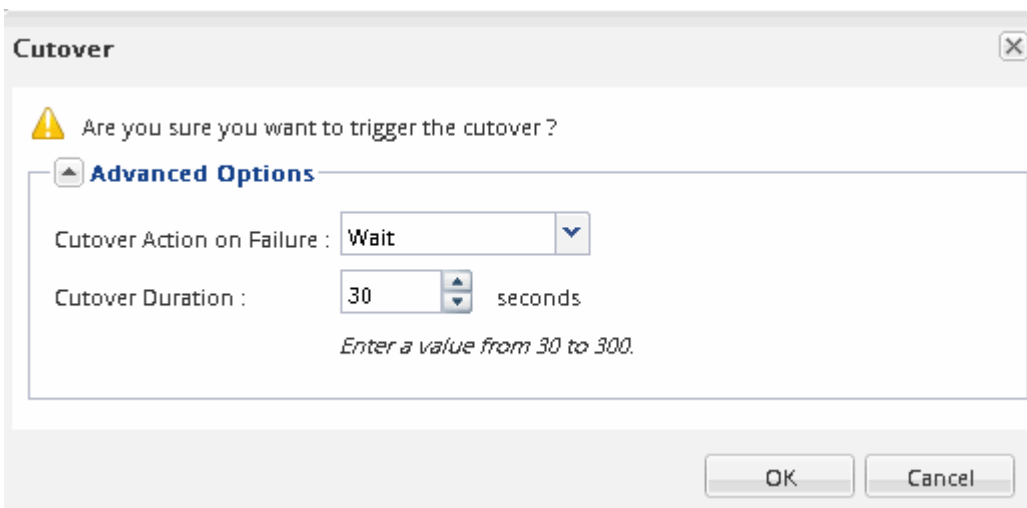 Cutover
Are you sure you want to trigger the cutover ?
Advanced Options
Cutover Action on Failure : Wait
Cutover Duration : 30 seconds
Enter a value from 30 to 300.
OK Cancel